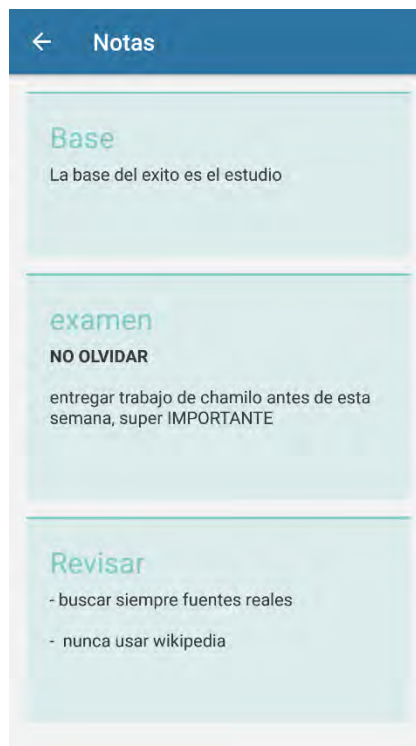 Notas
Base
La base del exito es el estudio
examen
NO OLVIDAR
entregar trabajo de chamilo antes de esta
semana, super IMPORTANTE
Revisar
- buscar siempre fuentes reales
- nunca usar wikipedia